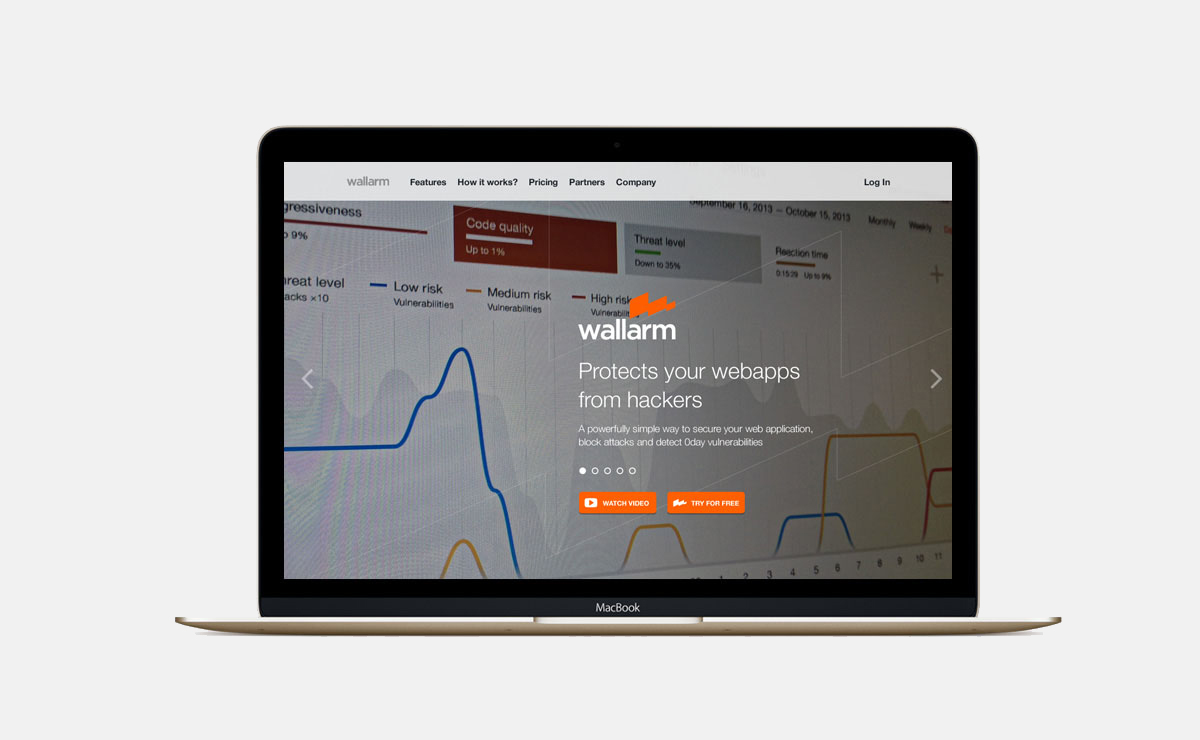 wallarm
Features
How it works?
Pricing
Partners
Company
Log In
gressiveness
9%
Code quality
Up to 1%
September 16, 2013 – October 15, 2013
Monthly
Weekly
Threat level
Down to 35%
Reaction time
0:15:29 Up to 9%
reat level
acks ×10
Low risk
Vulnerabilities
Medium risk
Vulnerabilities
High risk
Vulnerabilit
wallarm
Protects your webapps
from hackers
A powerfully simple way to secure your web application,
block attacks and detect 0day vulnerabilities
WATCH VIDEO
TRY FOR FREE
1 2 3 4 5 6 7 8 9 10 11
MacBook